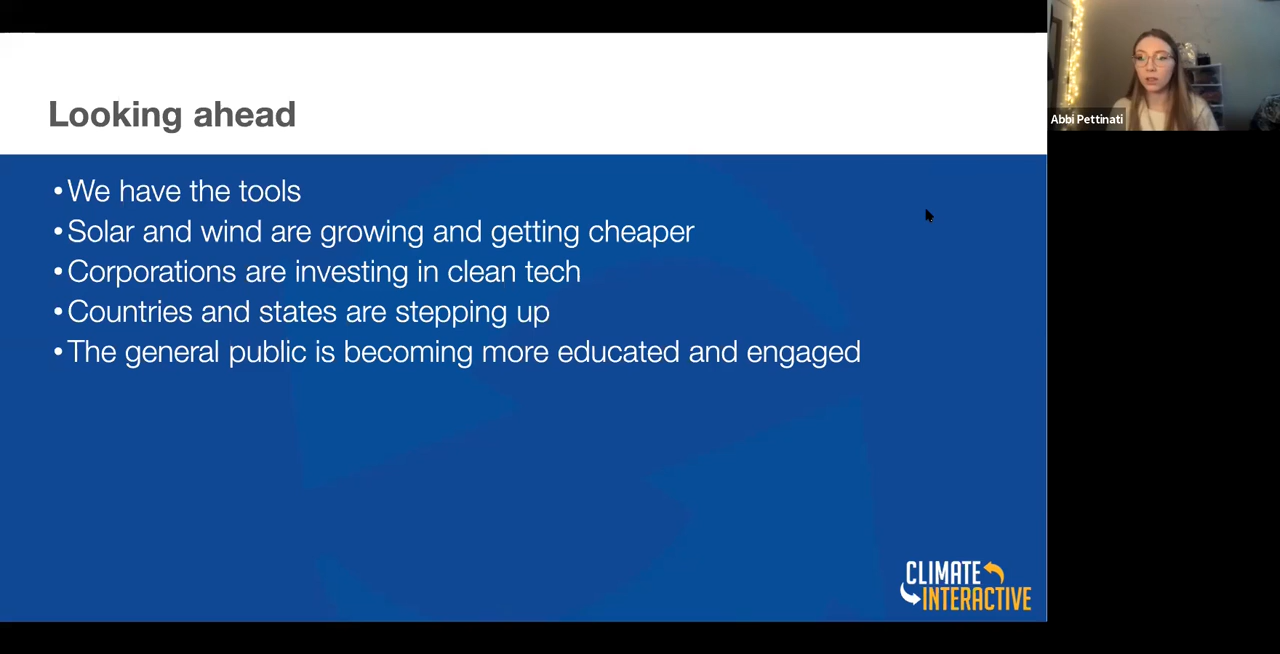 Looking ahead
•We have the tools
•Solar and wind are growing and getting cheaper
•Corporations are investing in clean tech
•Countries and states are stepping up
•The general public is becoming more educated and engaged
Abbi Pettinati
CLIMATE
INTERACTIVE